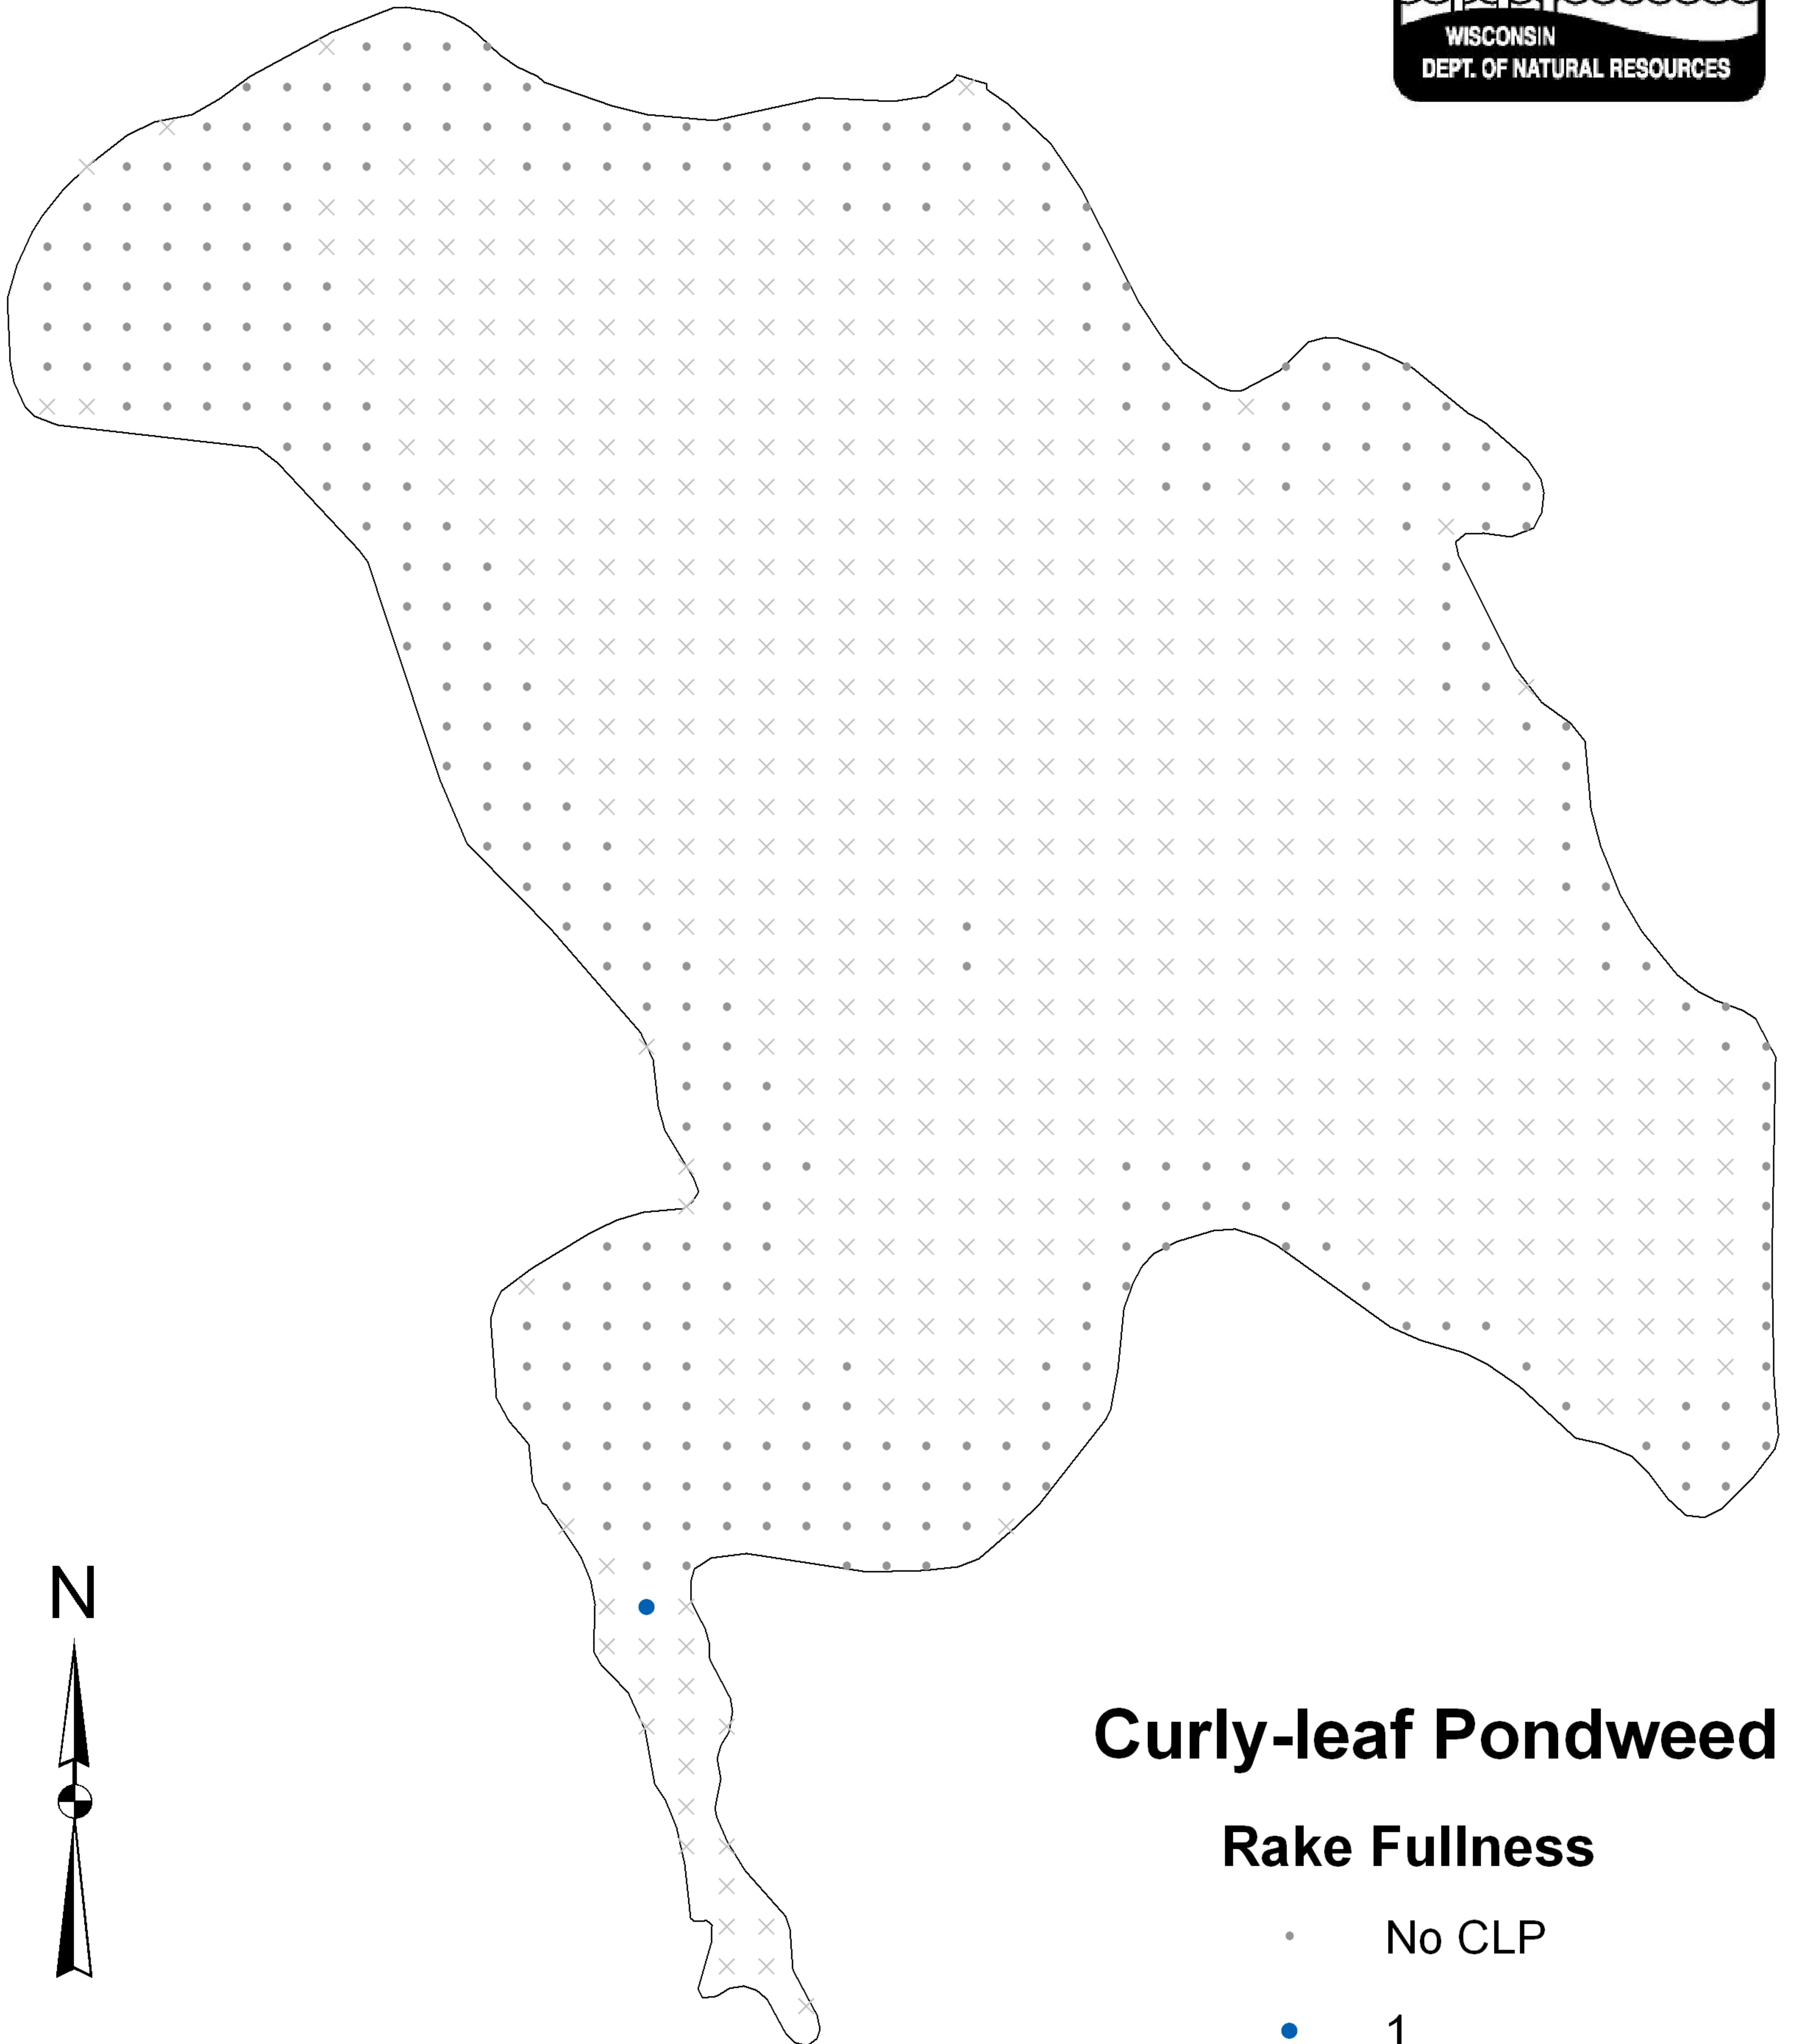 WISCONSIN
DEPT. OF NATURAL RESOURCES
N
Curly-leaf Pondweed
Rake Fullness
No CLP
1